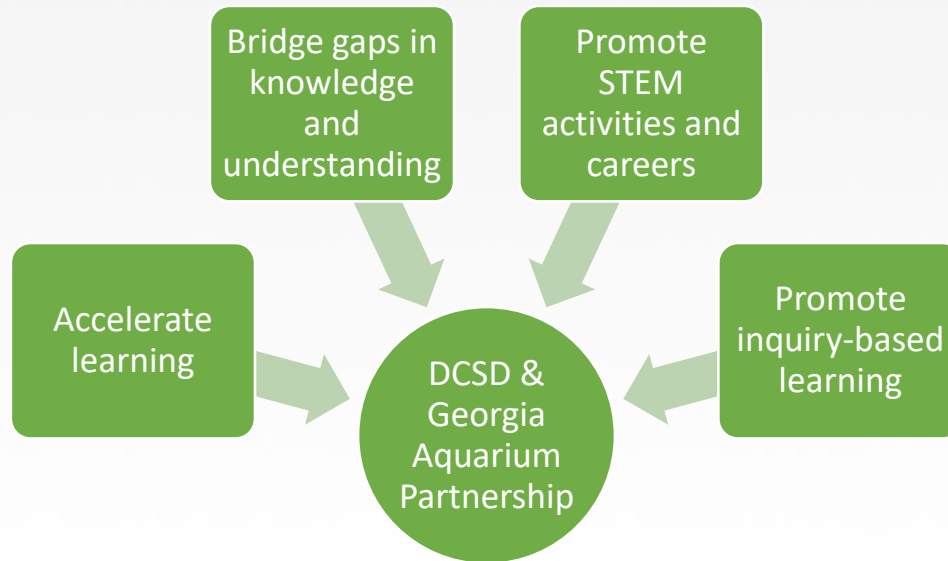 Bridge gaps in
knowledge
and
understanding
Promote
STEM
activities and
careers
Accelerate
learning
Promote
inquiry-based
learning
DCSD &
Georgia
Aquarium
Partnership